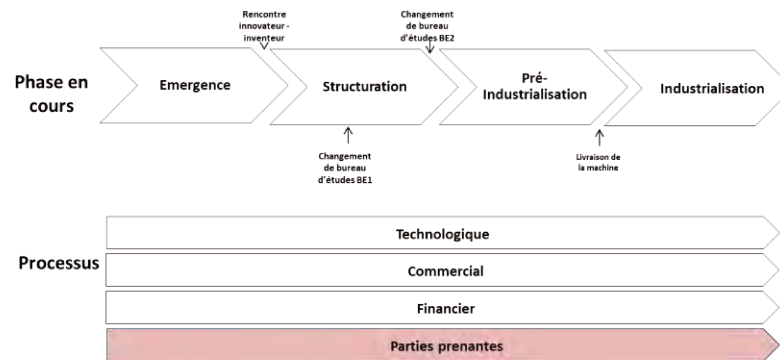 Rencontre
innovateur -
inventeur
Changement
de bureau
d'études BE2
Phase en
cours
Emergence
Structuration
Pré-
Industrialisation
Industrialisation
Changement
de bureau
d'études BE1
Livraison de
la machine
Processus
Technologique
Commercial
Financier
Parties prenantes